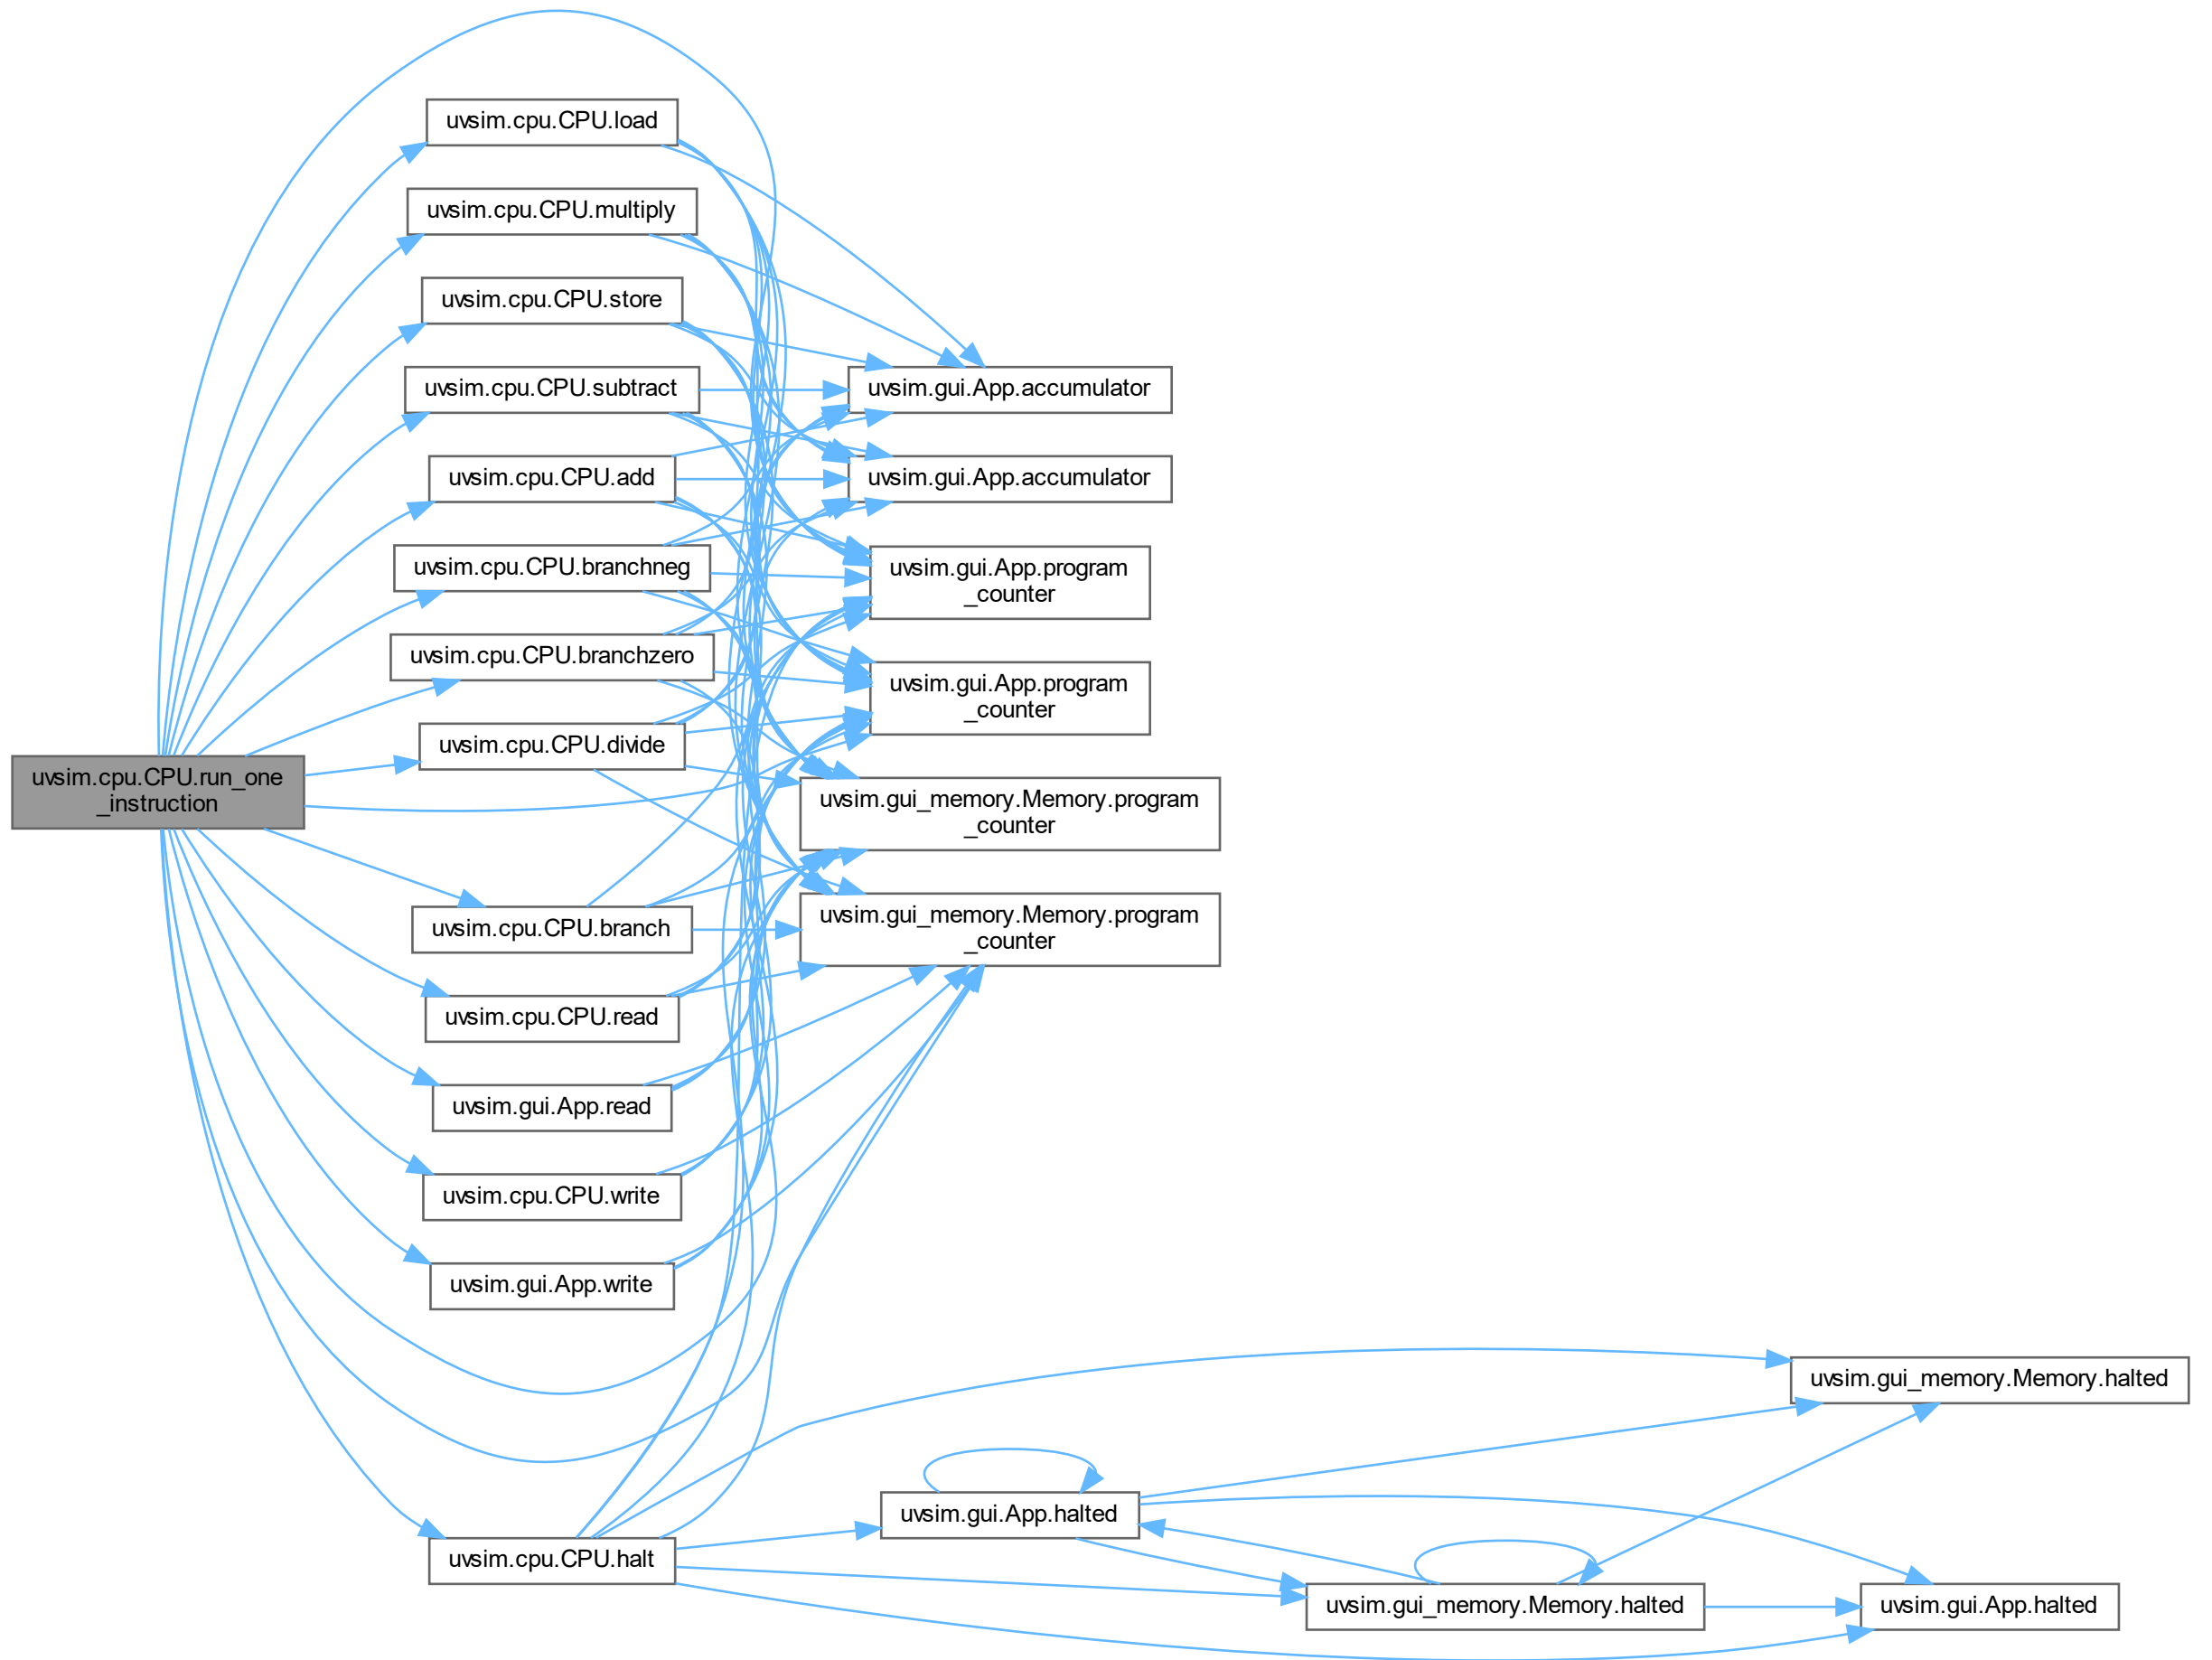 uvsim.cpu.CPU.run_one
_instruction
uvsim.cpu.CPU.load
uvsim.cpu.CPU.multiply
uvsim.cpu.CPU.store
uvsim.cpu.CPU.subtract
uvsim.cpu.CPU.add
uvsim.cpu.CPU.branchneg
uvsim.cpu.CPU.branchzero
uvsim.cpu.CPU.divide
uvsim.cpu.CPU.branch
uvsim.cpu.CPU.read
uvsim.gui.App.read
uvsim.cpu.CPU.write
uvsim.gui.App.write
uvsim.cpu.CPU.halt
uvsim.gui.App.accumulator
uvsim.gui.App.accumulator
uvsim.gui.App.program
_counter
uvsim.gui.App.program
_counter
uvsim.gui_memory.Memory.program
_counter
uvsim.gui_memory.Memory.program
_counter
uvsim.gui.App.halted
uvsim.gui_memory.Memory.halted
uvsim.gui_memory.Memory.halted
uvsim.gui.App.halted